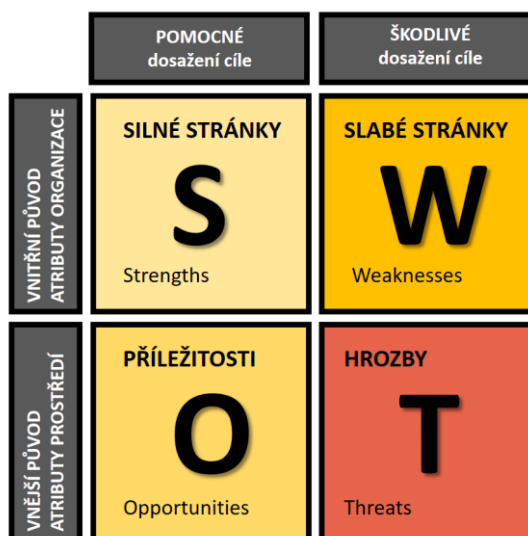 POMOCNÉ
dosažení cíle
ŠKODLIVÉ
dosažení cíle
VNITŘNÍ PŮVOD
ATRIBUTY ORGANIZACE
SILNÉ STRÁNKY
S
Strengths
SLABÉ STRÁNKY
W
Weaknesses
VNĚJŠÍ PŮVOD
ATRIBUTY PROSTŘEDÍ
PŘÍLEŽITOSTI
O
Opportunities
HROZBY
T
Threats